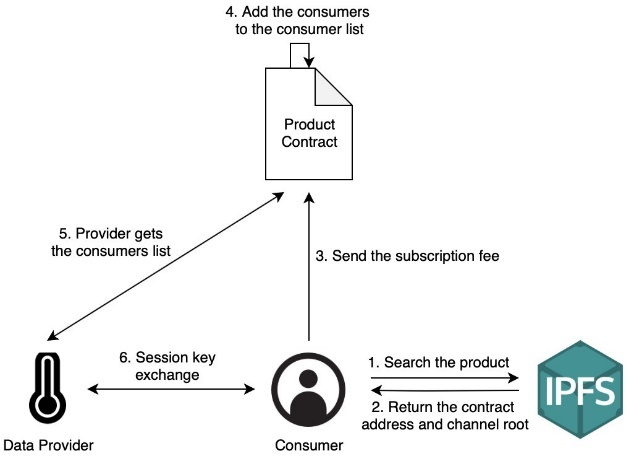 4. Add the consumers
to the consumer list
Product
Contract
5. Provider gets
the consumers list
3. Send the subscription fee
6. Session key
exchange
1. Search the product
2. Return the contract
address and channel root
IPFS
Data Provider
Consumer